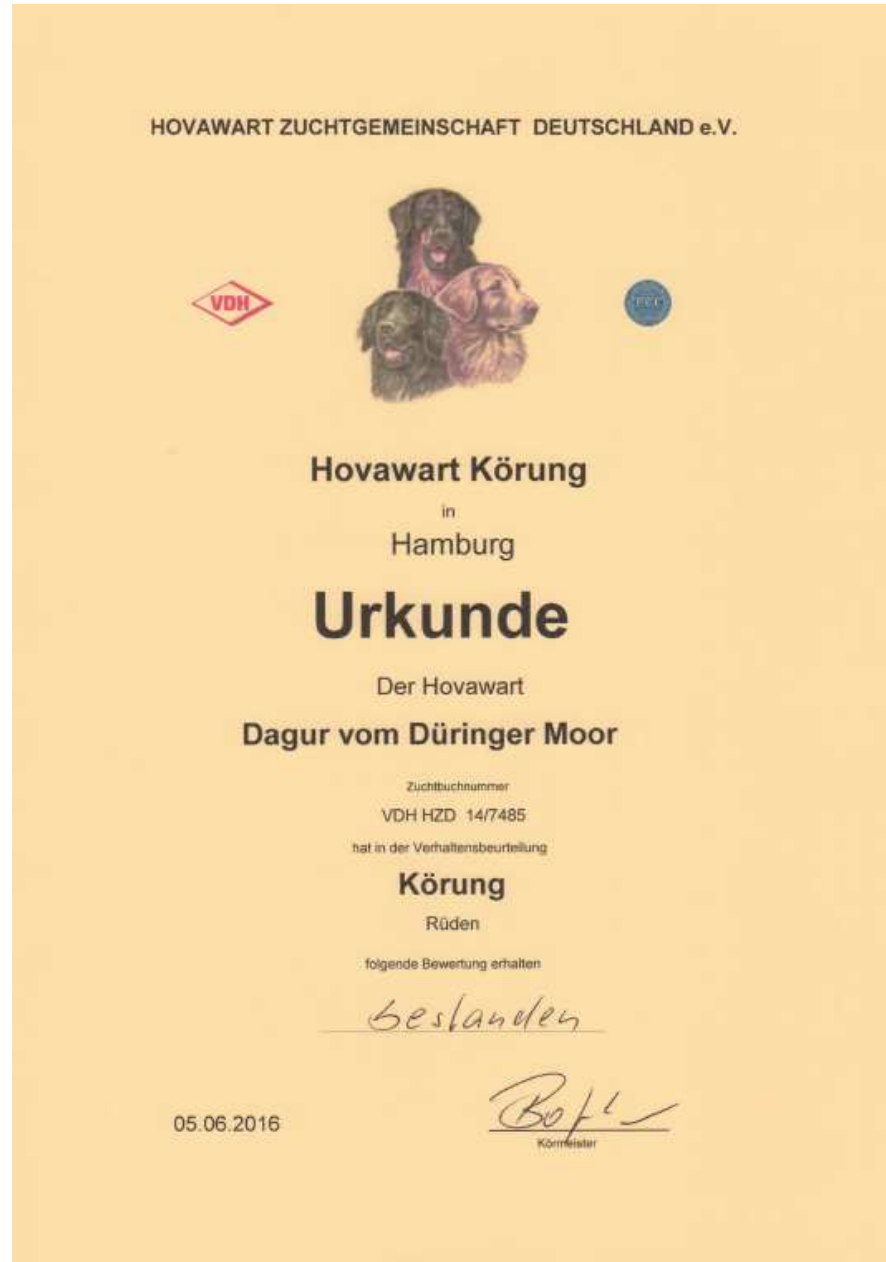 HOVAWART ZUCHTGEMEINSCHAFT DEUTSCHLAND e.V.
VDH
FCI
Hovawart Körung
in
Hamburg
Urkunde
Der Hovawart
Dagur vom Düringer Moor
Zuchtbuchnummer
VDH HZD 14/7485
hat in der Verhaltensbeurteilung
Körung
Rüden
folgende Bewertung erhalten
bestanden
05.06.2016
Körmeister